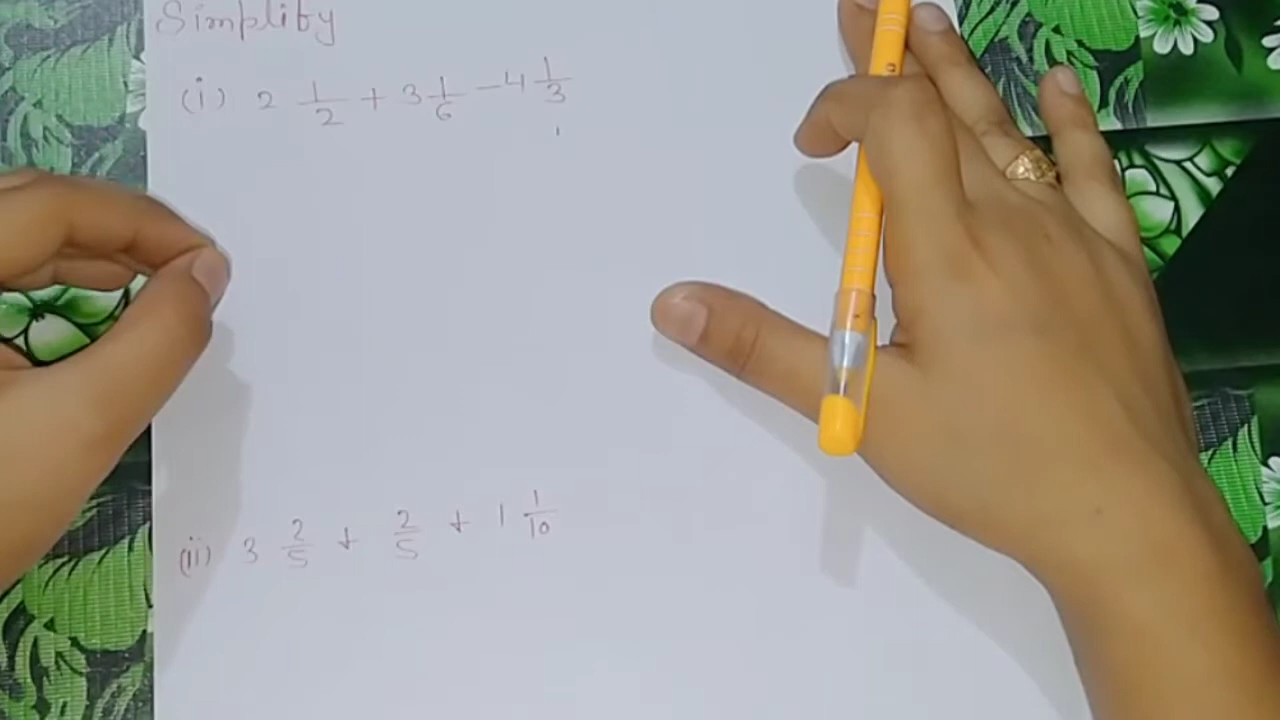 Simplify
(i) 2 1/2 + 3 1/6 - 4 1/3
(ii) 3 2/5 + 2/5 + 1 1/10